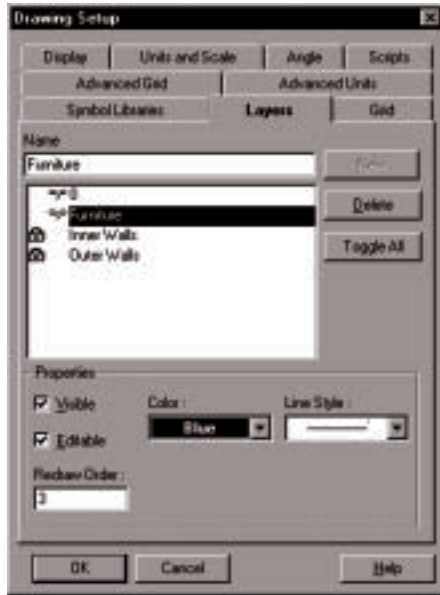 Drawing Setup
Display Units and Scale Angle Scripts
Advanced Grid Advanced Units
Symbol Libraries Layers Grid
Name
Furniture
New
0
Furniture
Delete
Inner Walls
Outer Walls
Toggle All
Properties
Visible
Color :
Line Style :
Blue
Editable
Redraw Order :
3
OK Cancel Help